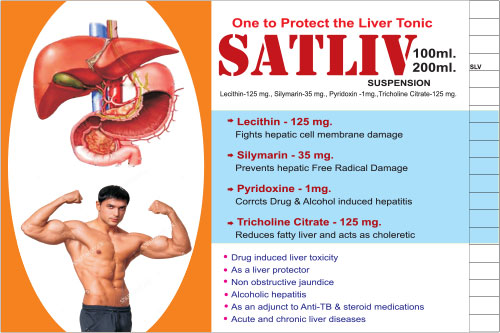 One to Protect the Liver Tonic
SATLIV
100ml.
200ml.
SLV
SUSPENSION
Lecithin-125 mg., Silymarin-35 mg., Pyridoxin -1mg.,Tricholine Citrate-125 mg.
Lecithin - 125 mg.
Fights hepatic cell membrane damage
Silymarin - 35 mg.
Prevents hepatic Free Radical Damage
Pyridoxine - 1mg.
Corrcts Drug & Alcohol induced hepatitis
Tricholine Citrate - 125 mg.
Reduces fatty liver and acts as choleretic
• Drug induced liver toxicity
• As a liver protector
• Non obstructive jaundice
• Alcoholic hepatitis
• As an adjunct to Anti-TB & steroid medications
• Acute and chronic liver diseases